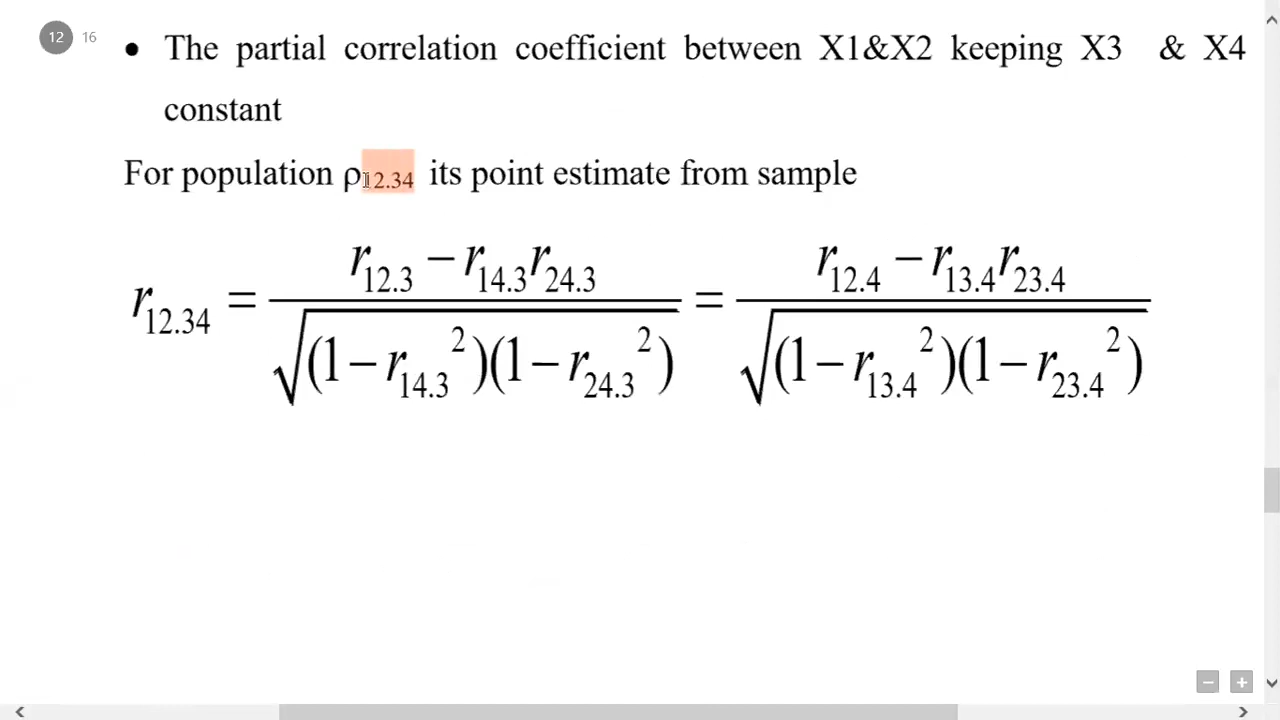 12 16
• The partial correlation coefficient between X1&X2 keeping X3 & X4
constant
For population ρ₁₂.₃₄ its point estimate from sample
r₁₂.₃₄ = (r₁₂.₃ − r₁₄.₃r₂₄.₃) / √((1 − r₁₄.₃²)(1 − r₂₄.₃²)) = (r₁₂.₄ − r₁₃.₄r₂₃.₄) / √((1 − r₁₃.₄²)(1 − r₂₃.₄²))